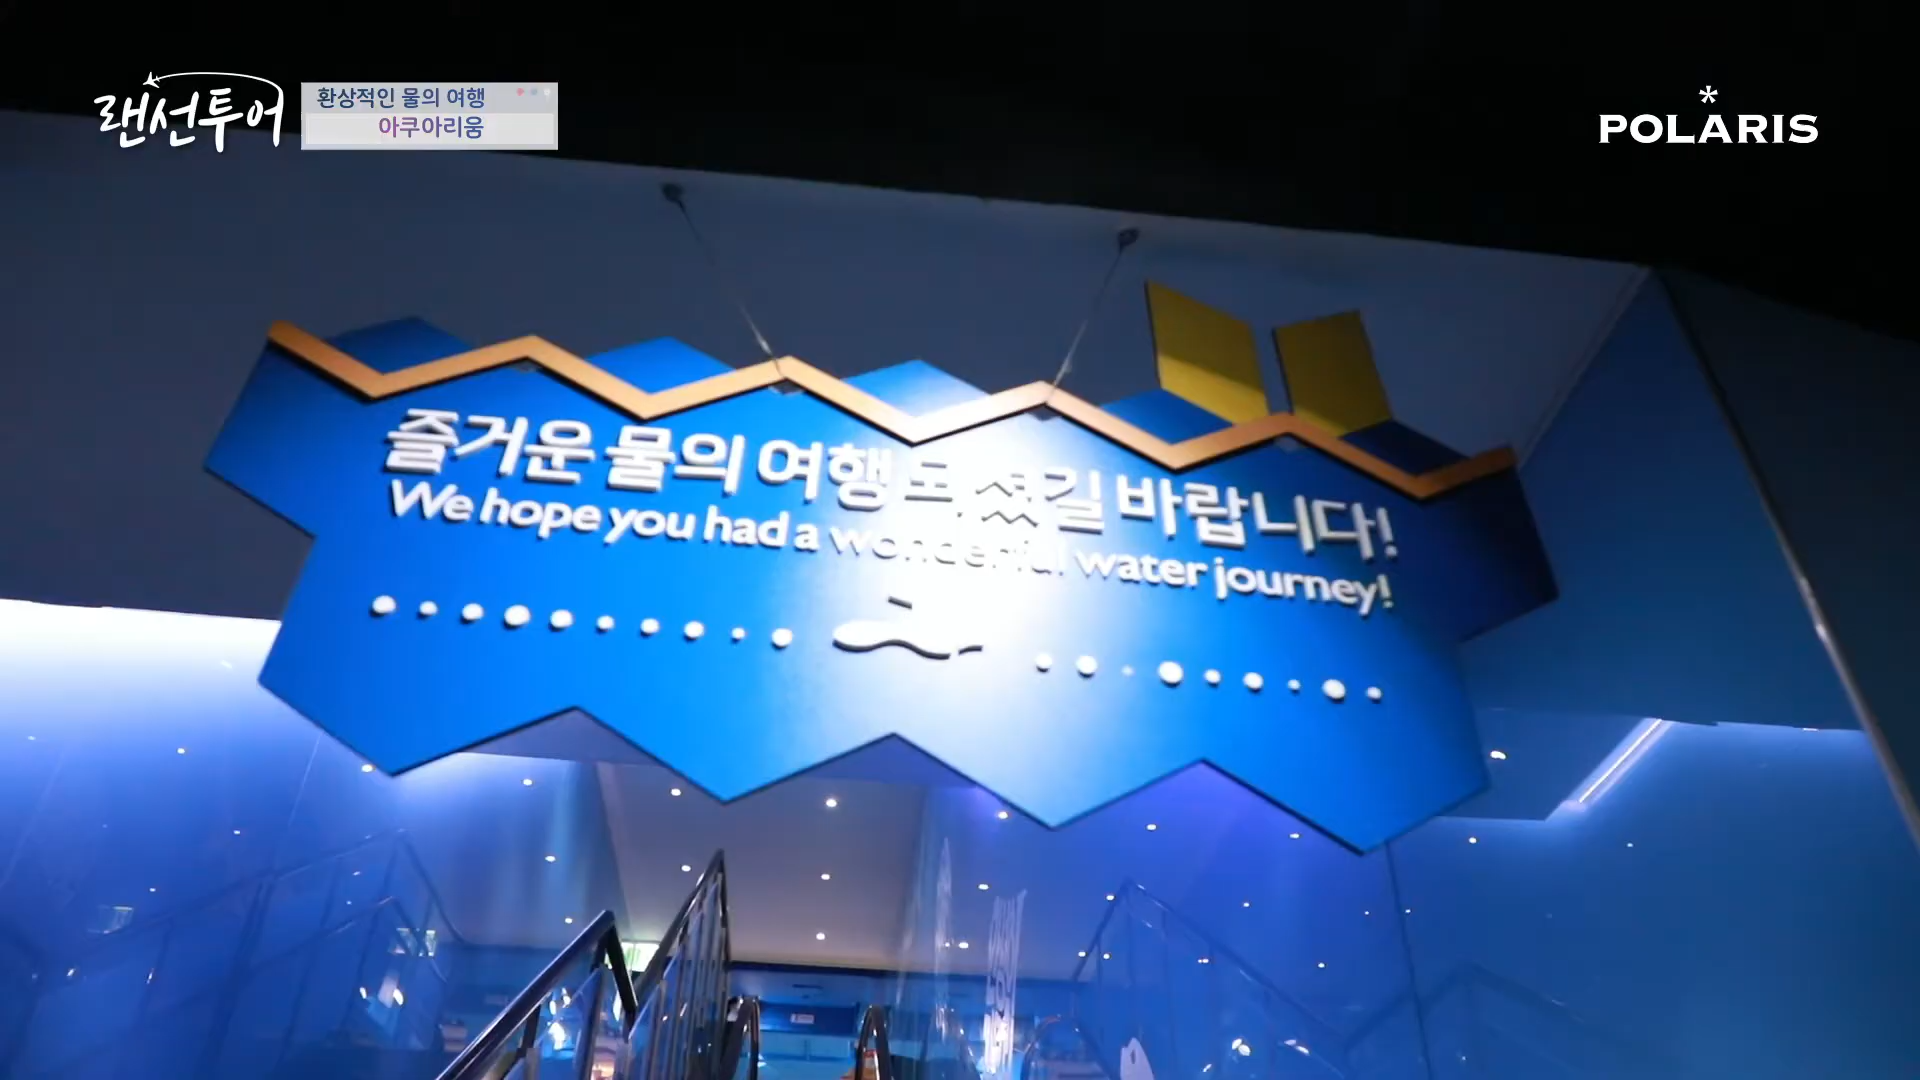 랜선투어
환상적인 물의 여행
아쿠아리움
POLARIS
즐거운 물의 여행 되셨길 바랍니다!
We hope you had a wonderful water journey!